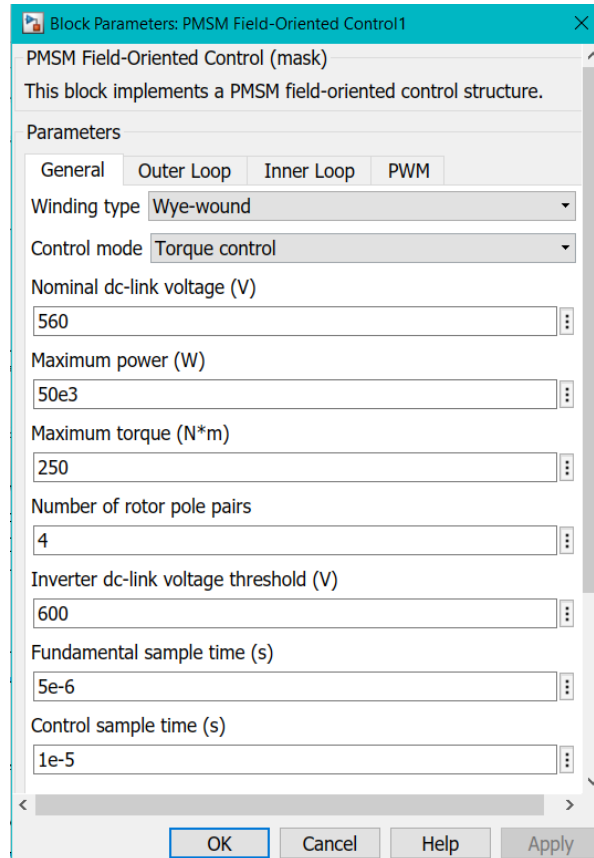 Block Parameters: PMSM Field-Oriented Control1
PMSM Field-Oriented Control (mask)
This block implements a PMSM field-oriented control structure.
Parameters
General Outer Loop Inner Loop PWM
Winding type Wye-wound
Control mode Torque control
Nominal dc-link voltage (V)
560
Maximum power (W)
50e3
Maximum torque (N*m)
250
Number of rotor pole pairs
4
Inverter dc-link voltage threshold (V)
600
Fundamental sample time (s)
5e-6
Control sample time (s)
1e-5
OK Cancel Help Apply